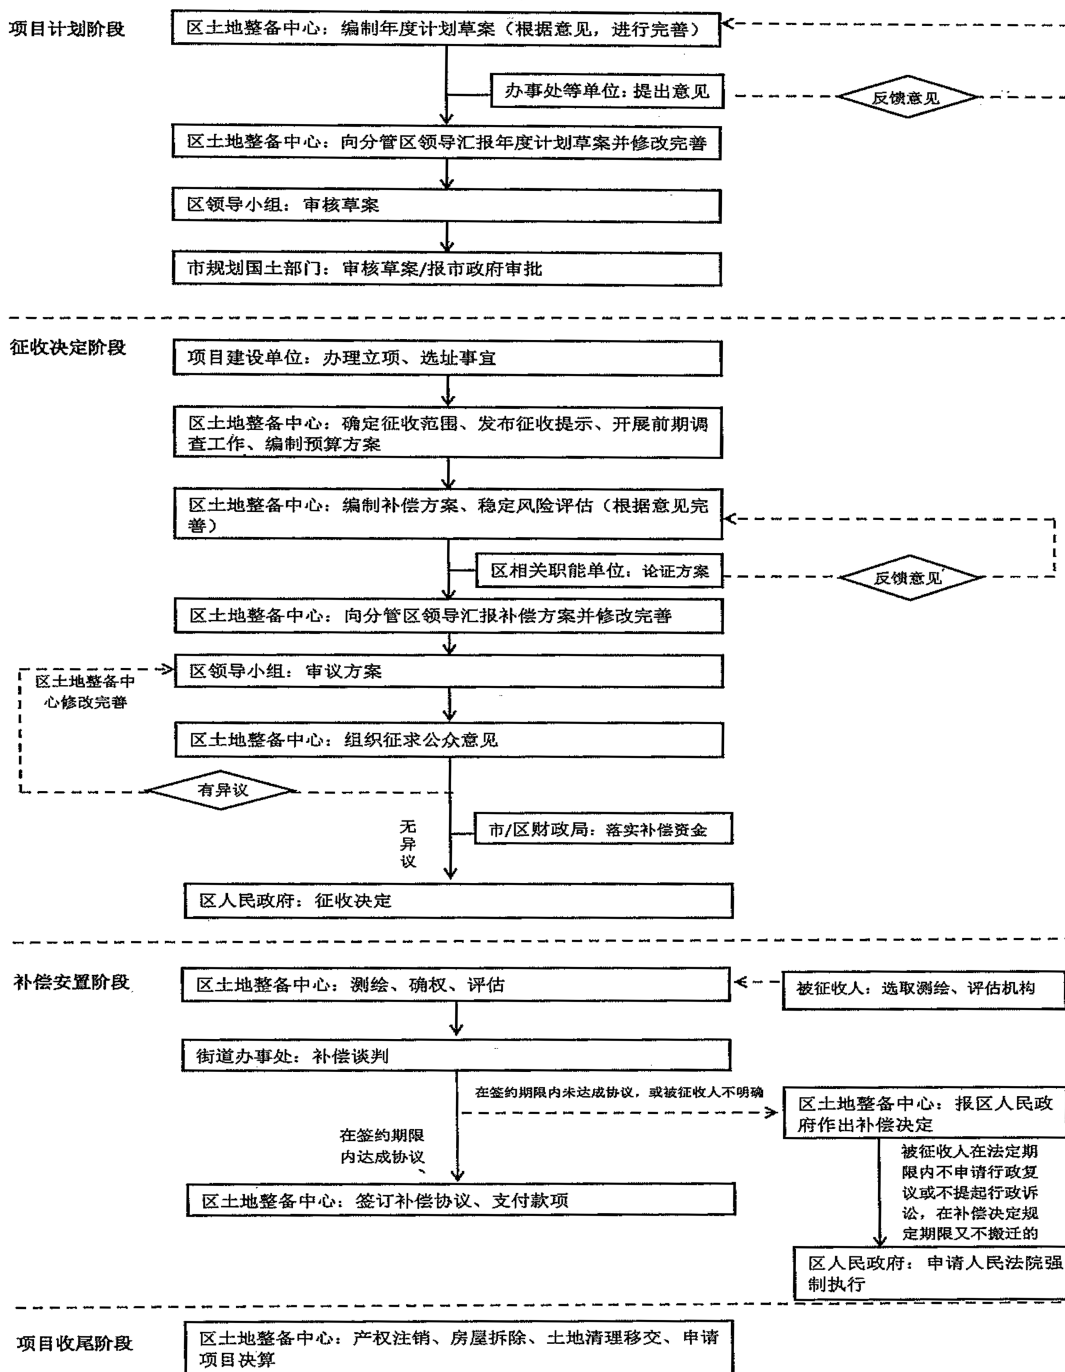 项目计划阶段
区土地整备中心：编制年度计划草案（根据意见，进行完善）
办事处等单位：提出意见
反馈意见
区土地整备中心：向分管区领导汇报年度计划草案并修改完善
区领导小组：审核草案
市规划国土部门：审核草案/报市政府审批
征收决定阶段
项目建设单位：办理立项、选址事宜
区土地整备中心：确定征收范围、发布征收提示、开展前期调
查工作、编制预算方案
区土地整备中心：编制补偿方案、稳定风险评估（根据意见完
善）
区相关职能单位：论证方案
反馈意见
区土地整备中心：向分管区领导汇报补偿方案并修改完善
区领导小组：审议方案
区土地整备中
心修改完善
区土地整备中心：组织征求公众意见
有异议
无
异
议
市/区财政局：落实补偿资金
区人民政府：征收决定
补偿安置阶段
区土地整备中心：测绘、确权、评估
被征收人：选取测绘、评估机构
街道办事处：补偿谈判
在签约期限内未达成协议，或被征收人不明确
区土地整备中心：报区人民政
府作出补偿决定
在签约期限
内达成协议
被征收人在法定期
限内不申请行政复
议或不提起行政诉
讼，在补偿决定规
定期限又不搬迁的
区土地整备中心：签订补偿协议、支付款项
区人民政府：申请人民法院强
制执行
项目收尾阶段
区土地整备中心：产权注销、房屋拆除、土地清理移交、申请
项目决算